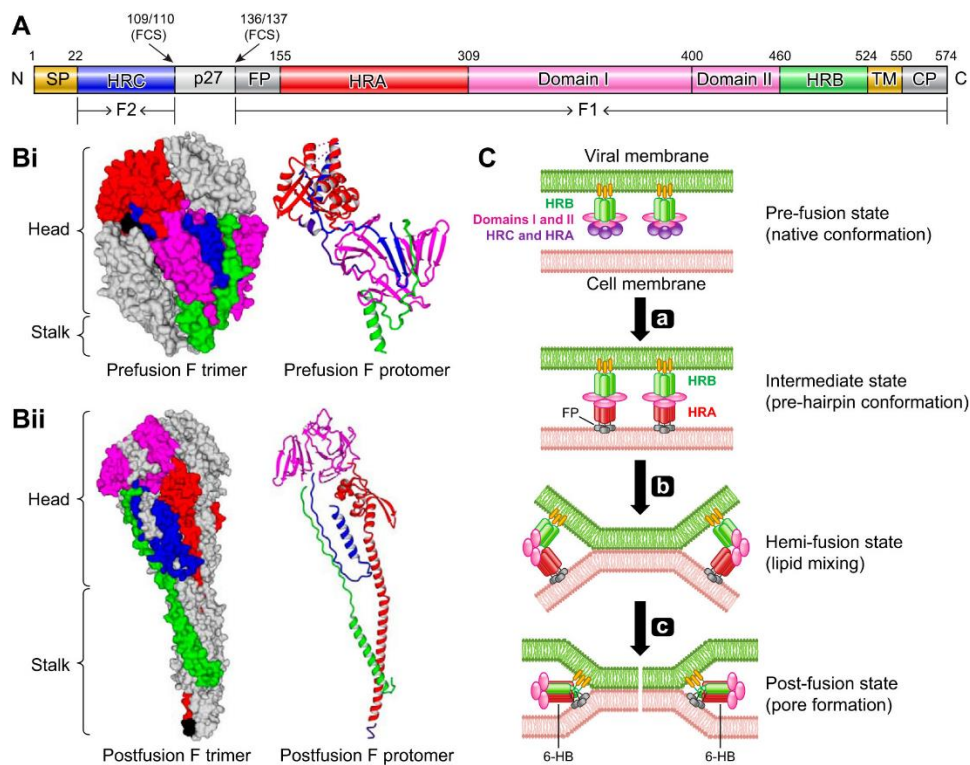 A
109/110
(FCS)
136/137
(FCS)
1 22 155 309 400 460 524 550 574
N SP HRC p27 FP HRA Domain I Domain II HRB TM CP C
F2 F1
Bi
Head
Stalk
Prefusion F trimer Prefusion F protomer
Bii
Head
Stalk
Postfusion F trimer Postfusion F protomer
C
Viral membrane
HRB
Domains I and II
HRC and HRA
Cell membrane
Pre-fusion state
(native conformation)
a
HRB
FP
HRA
Intermediate state
(pre-hairpin conformation)
b
Hemi-fusion state
(lipid mixing)
c
Post-fusion state
(pore formation)
6-HB 6-HB